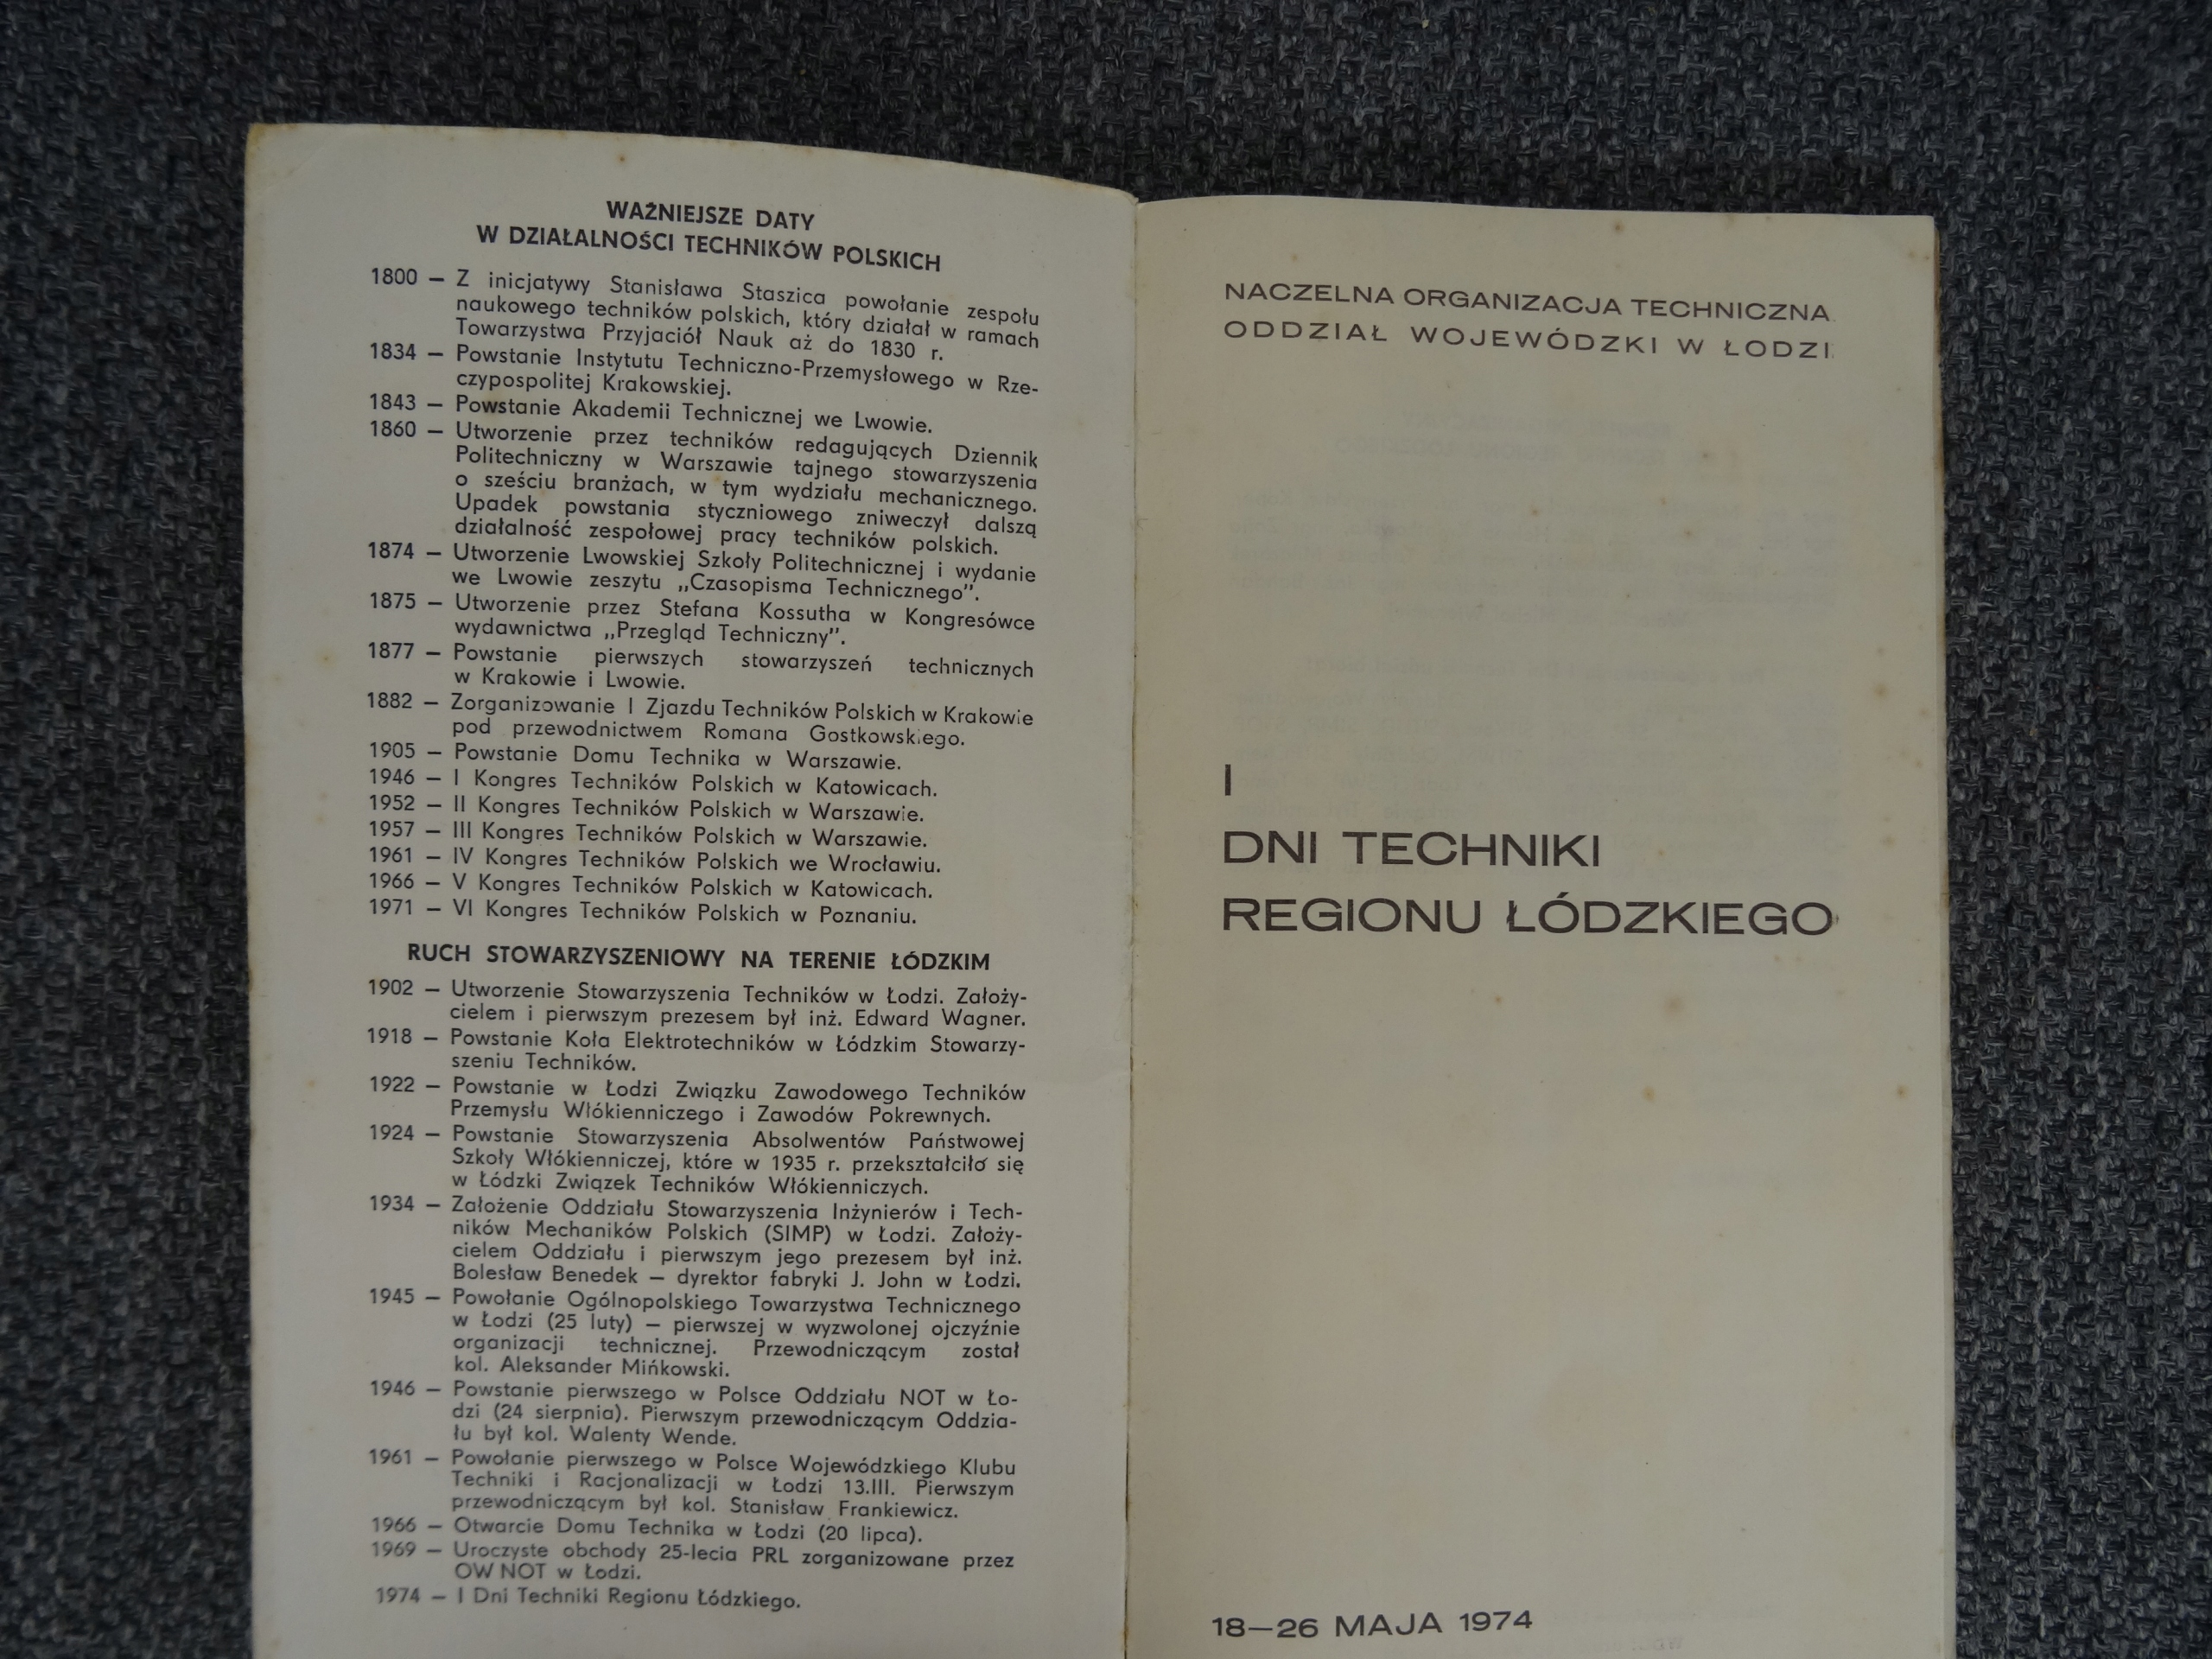 WAŻNIEJSZE DATY
W DZIAŁALNOŚCI TECHNIKÓW POLSKICH
1800 — Z inicjatywy Stanisława Staszica powołanie zespołu
naukowego techników polskich, który działał w ramach
Towarzystwa Przyjaciół Nauk aż do 1830 r.
1834 — Powstanie Instytutu Techniczno-Przemysłowego w Rze-
czypospolitej Krakowskiej.
1843 — Powstanie Akademii Technicznej we Lwowie.
1860 — Utworzenie przez techników redagujących Dziennik
Politechniczny w Warszawie tajnego stowarzyszenia
o sześciu branżach, w tym wydziału mechanicznego.
Upadek powstania styczniowego zniweczył dalszą
działalność zespołowej pracy techników polskich.
1874 — Utworzenie Lwowskiej Szkoły Politechnicznej i wydanie
we Lwowie zeszytu „Czasopisma Technicznego”.
1875 — Utworzenie przez Stefana Kossutha w Kongresówce
wydawnictwa „Przegląd Techniczny”.
1877 — Powstanie pierwszych stowarzyszeń technicznych
w Krakowie i Lwowie.
1882 — Zorganizowanie I Zjazdu Techników Polskich w Krakowie
pod przewodnictwem Romana Gostkowskiego.
1905 — Powstanie Domu Technika w Warszawie.
1946 — I Kongres Techników Polskich w Katowicach.
1952 — II Kongres Techników Polskich w Warszawie.
1957 — III Kongres Techników Polskich w Warszawie.
1961 — IV Kongres Techników Polskich we Wrocławiu.
1966 — V Kongres Techników Polskich w Katowicach.
1971 — VI Kongres Techników Polskich w Poznaniu.
RUCH STOWARZYSZENIOWY NA TERENIE ŁÓDZKIM
1902 — Utworzenie Stowarzyszenia Techników w Łodzi. Założy-
cielem i pierwszym prezesem był inż. Edward Wagner.
1918 — Powstanie Koła Elektrotechników w Łódzkim Stowarzy-
szeniu Techników.
1922 — Powstanie w Łodzi Związku Zawodowego Techników
Przemysłu Włókienniczego i Zawodów Pokrewnych.
1924 — Powstanie Stowarzyszenia Absolwentów Państwowej
Szkoły Włókienniczej, które w 1935 r. przekształciło się
w Łódzki Związek Techników Włókienniczych.
1934 — Założenie Oddziału Stowarzyszenia Inżynierów i Tech-
ników Mechaników Polskich (SIMP) w Łodzi. Założy-
cielem Oddziału i pierwszym jego prezesem był inż.
Bolesław Benedek — dyrektor fabryki J. John w Łodzi.
1945 — Powołanie Ogólnopolskiego Towarzystwa Technicznego
w Łodzi (25 luty) — pierwszej w wyzwolonej ojczyźnie
organizacji technicznej. Przewodniczącym został
kol. Aleksander Mińkowski.
1946 — Powstanie pierwszego w Polsce Oddziału NOT w Ło-
dzi (24 sierpnia). Pierwszym przewodniczącym Oddzia-
łu był kol. Walenty Wende.
1961 — Powołanie pierwszego w Polsce Wojewódzkiego Klubu
Techniki i Racjonalizacji w Łodzi 13.III. Pierwszym
przewodniczącym był kol. Stanisław Frankiewicz.
1966 — Otwarcie Domu Technika w Łodzi (20 lipca).
1969 — Uroczyste obchody 25-lecia PRL zorganizowane przez
OW NOT w Łodzi.
1974 — I Dni Techniki Regionu Łódzkiego.
NACZELNA ORGANIZACJA TECHNICZNA
ODDZIAŁ WOJEWÓDZKI W ŁODZI
I
DNI TECHNIKI
REGIONU ŁÓDZKIEGO
18—26 MAJA 1974